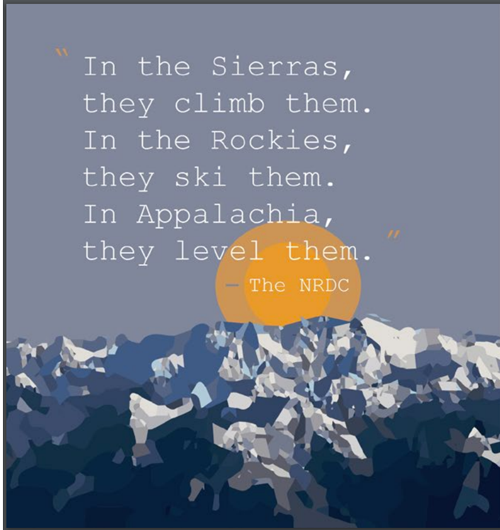 “ In the Sierras,
they climb them.
In the Rockies,
they ski them.
In Appalachia,
they level them. ”
— The NRDC